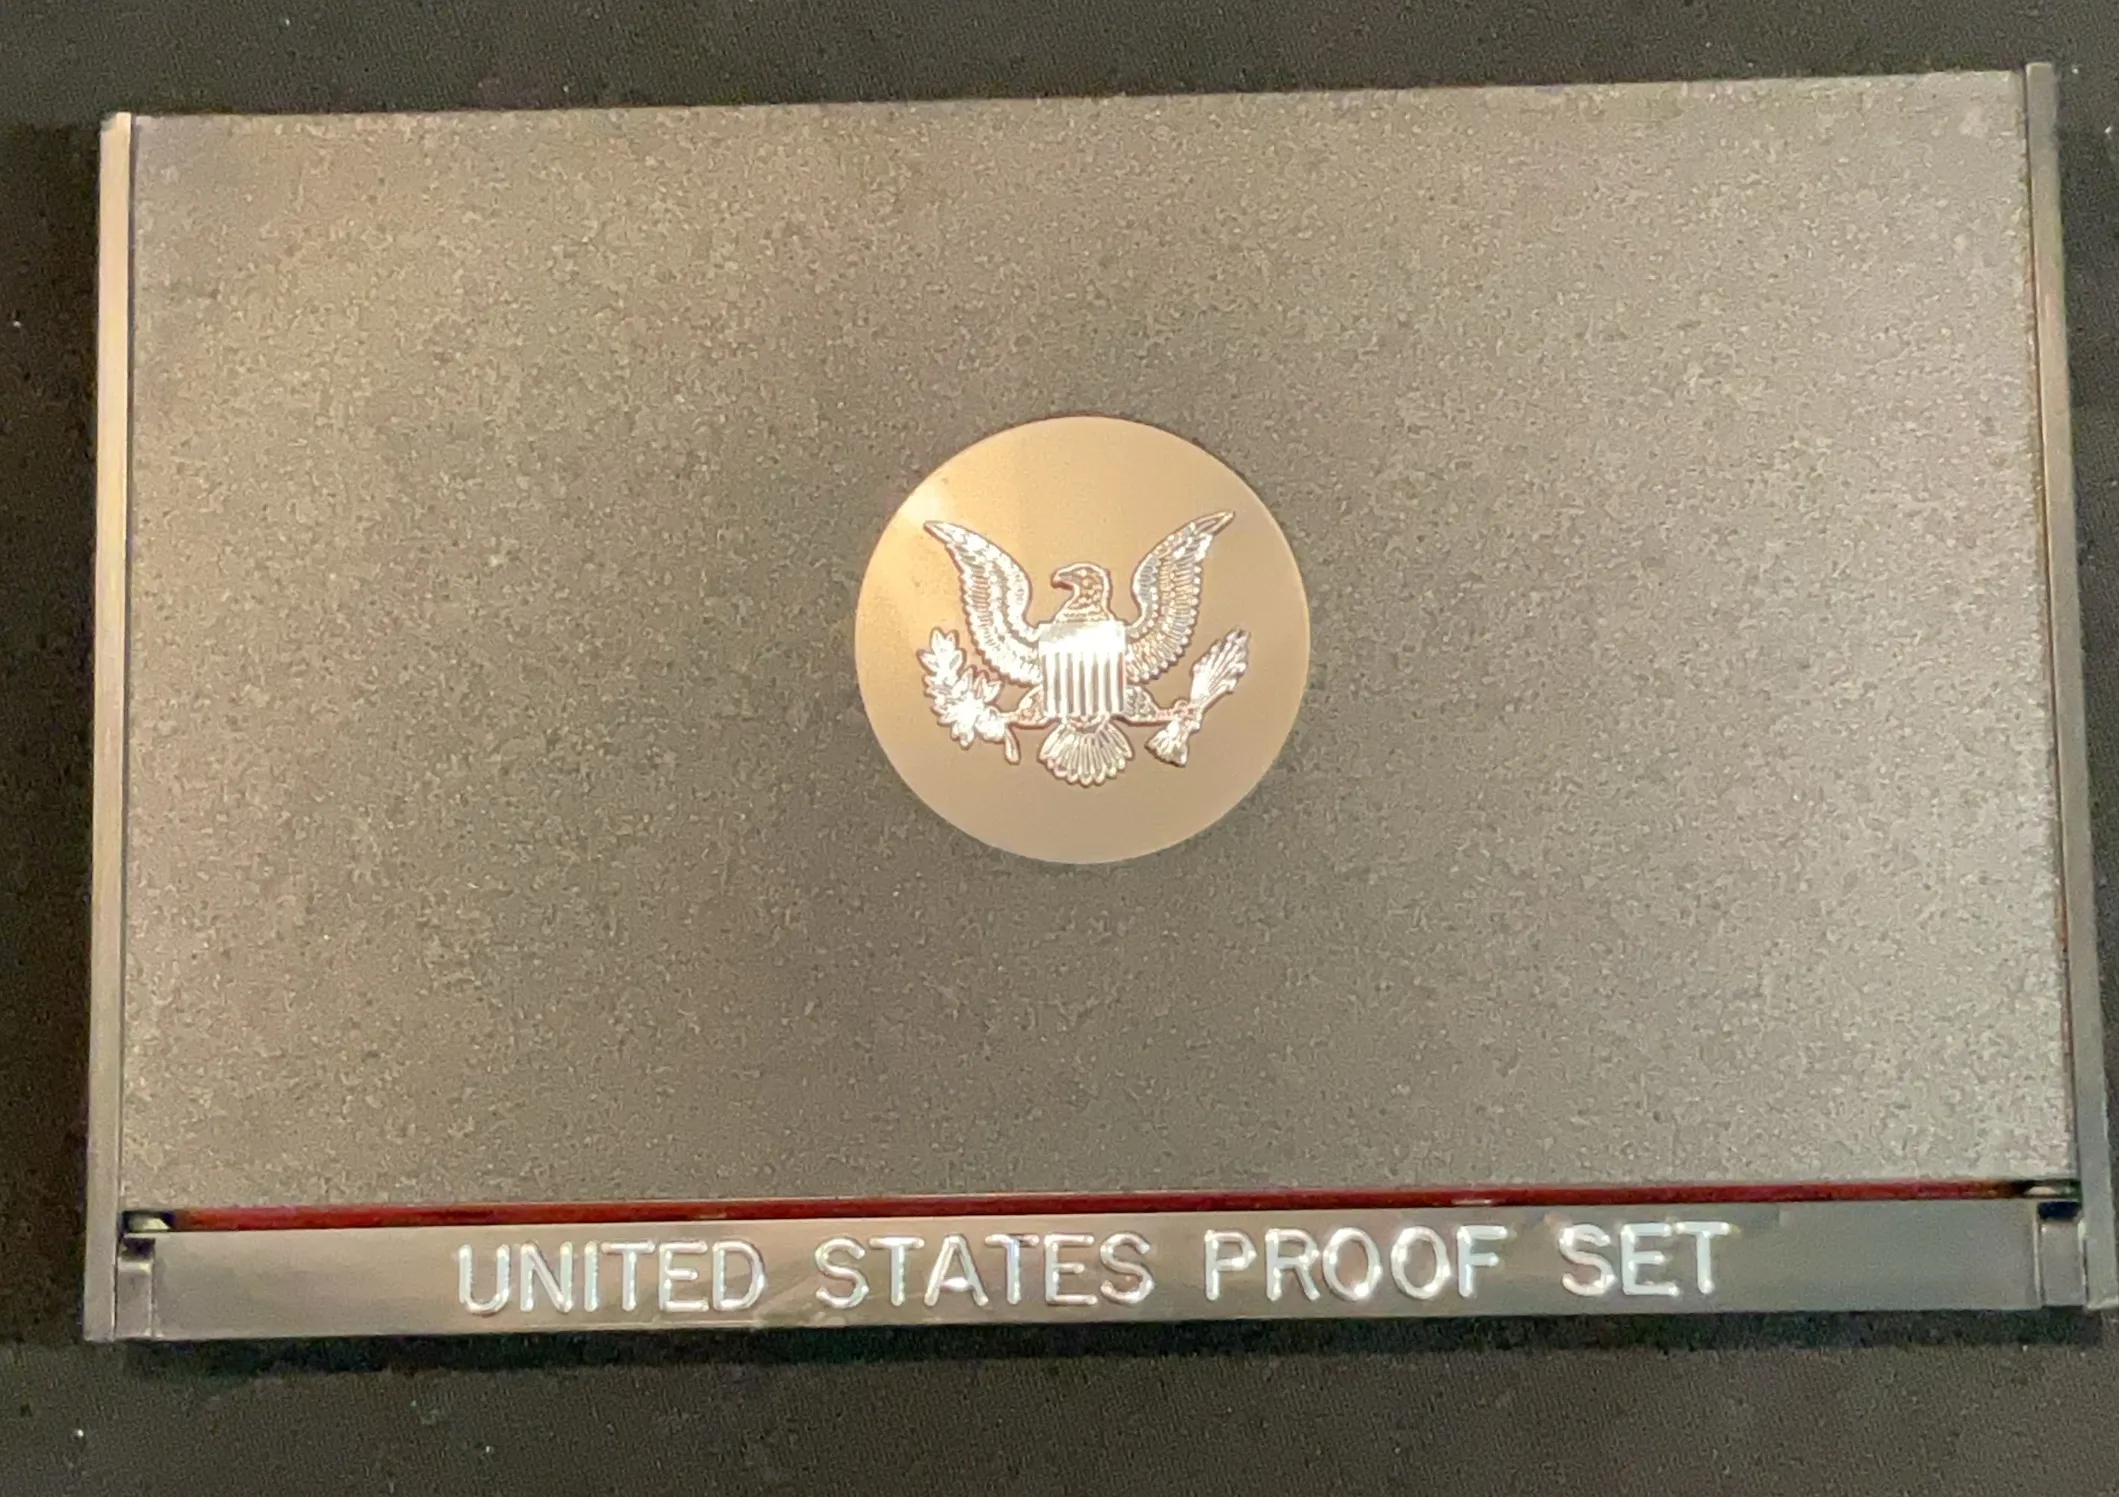 UNITED STATES PROOF SET